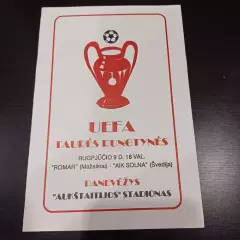 UEFA
TAURĖS RUNGTYNĖS
RUGPJŪČIO 9 D. 18 VAL.
"ROMAR" (Mažeikiai) - "AIK SOLNA" (Švedija)
PANEVĖŽYS
"AUKŠTAITIJOS" STADIONAS